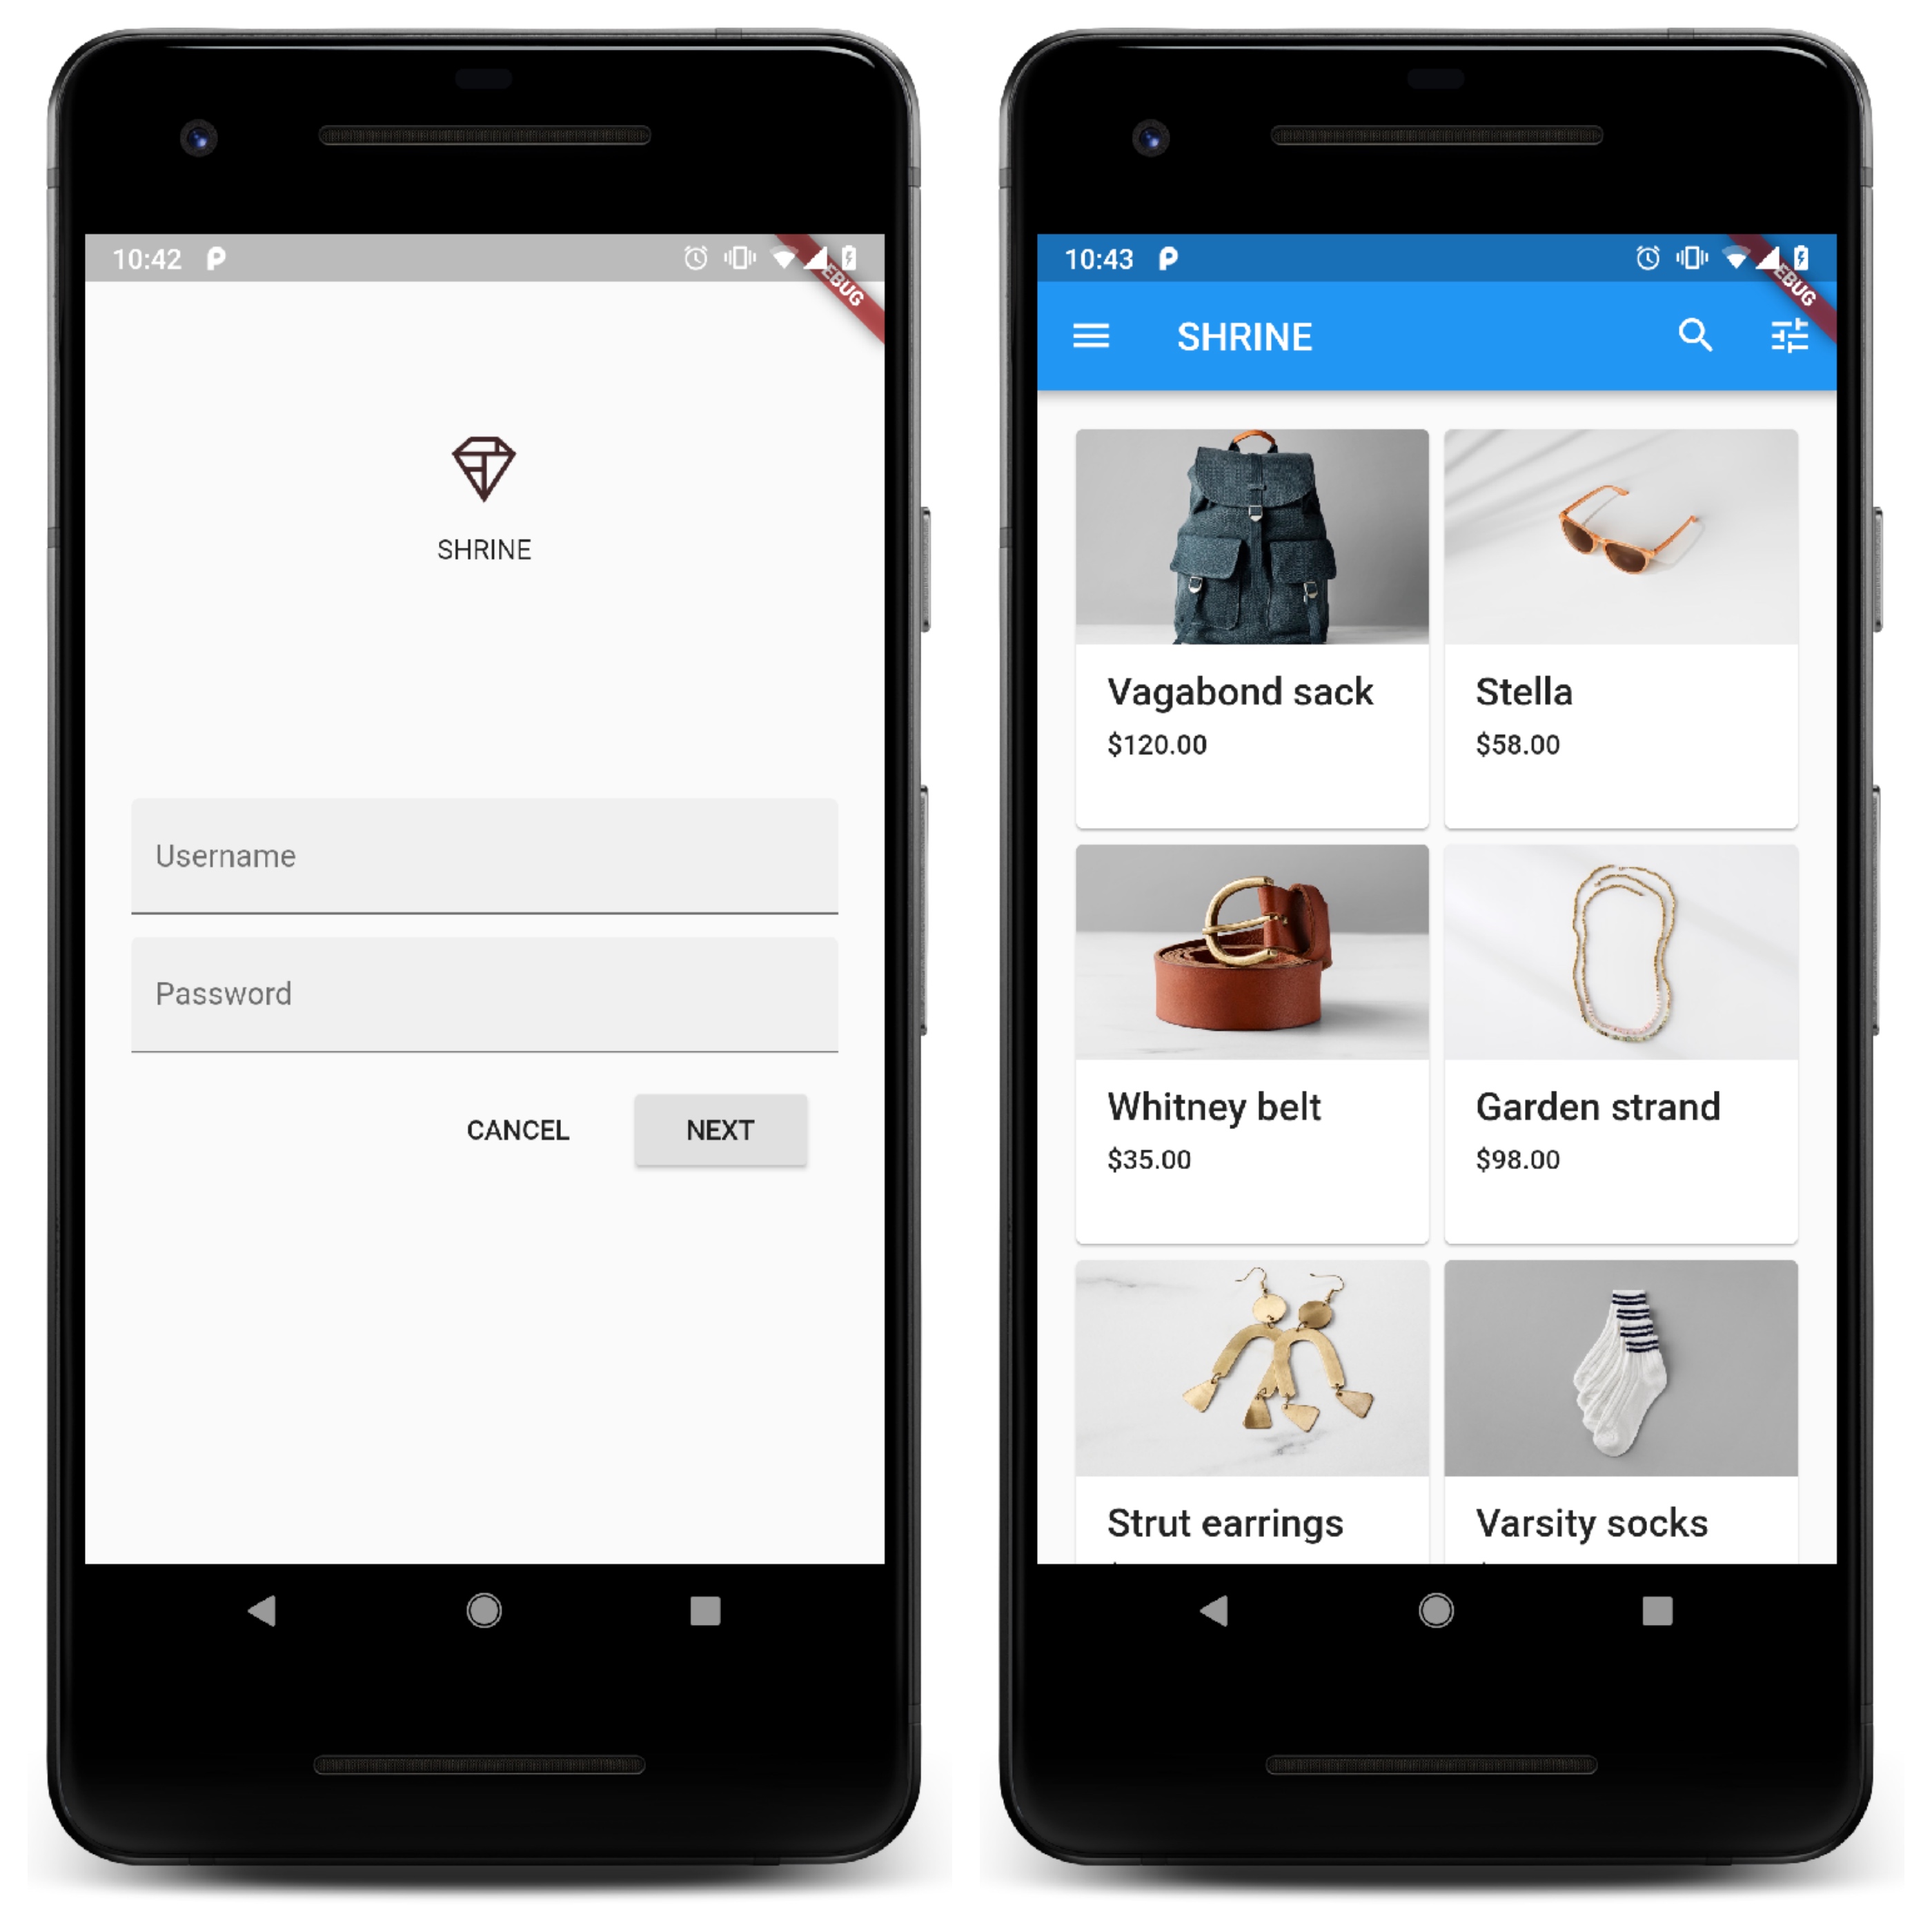 10:42
EBUG
SHRINE
Username
Password
CANCEL
NEXT
10:43
EBUG
SHRINE
Vagabond sack
$120.00
Stella
$58.00
Whitney belt
$35.00
Garden strand
$98.00
Strut earrings
Varsity socks